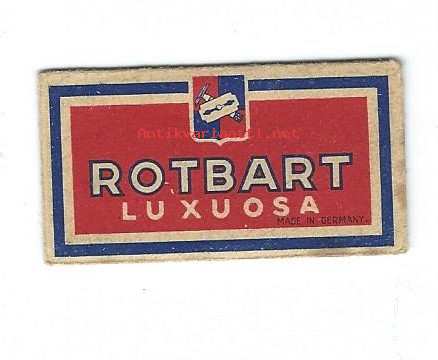 Antikvariaatti.net
ROTBART
LUXUOSA
MADE IN GERMANY.